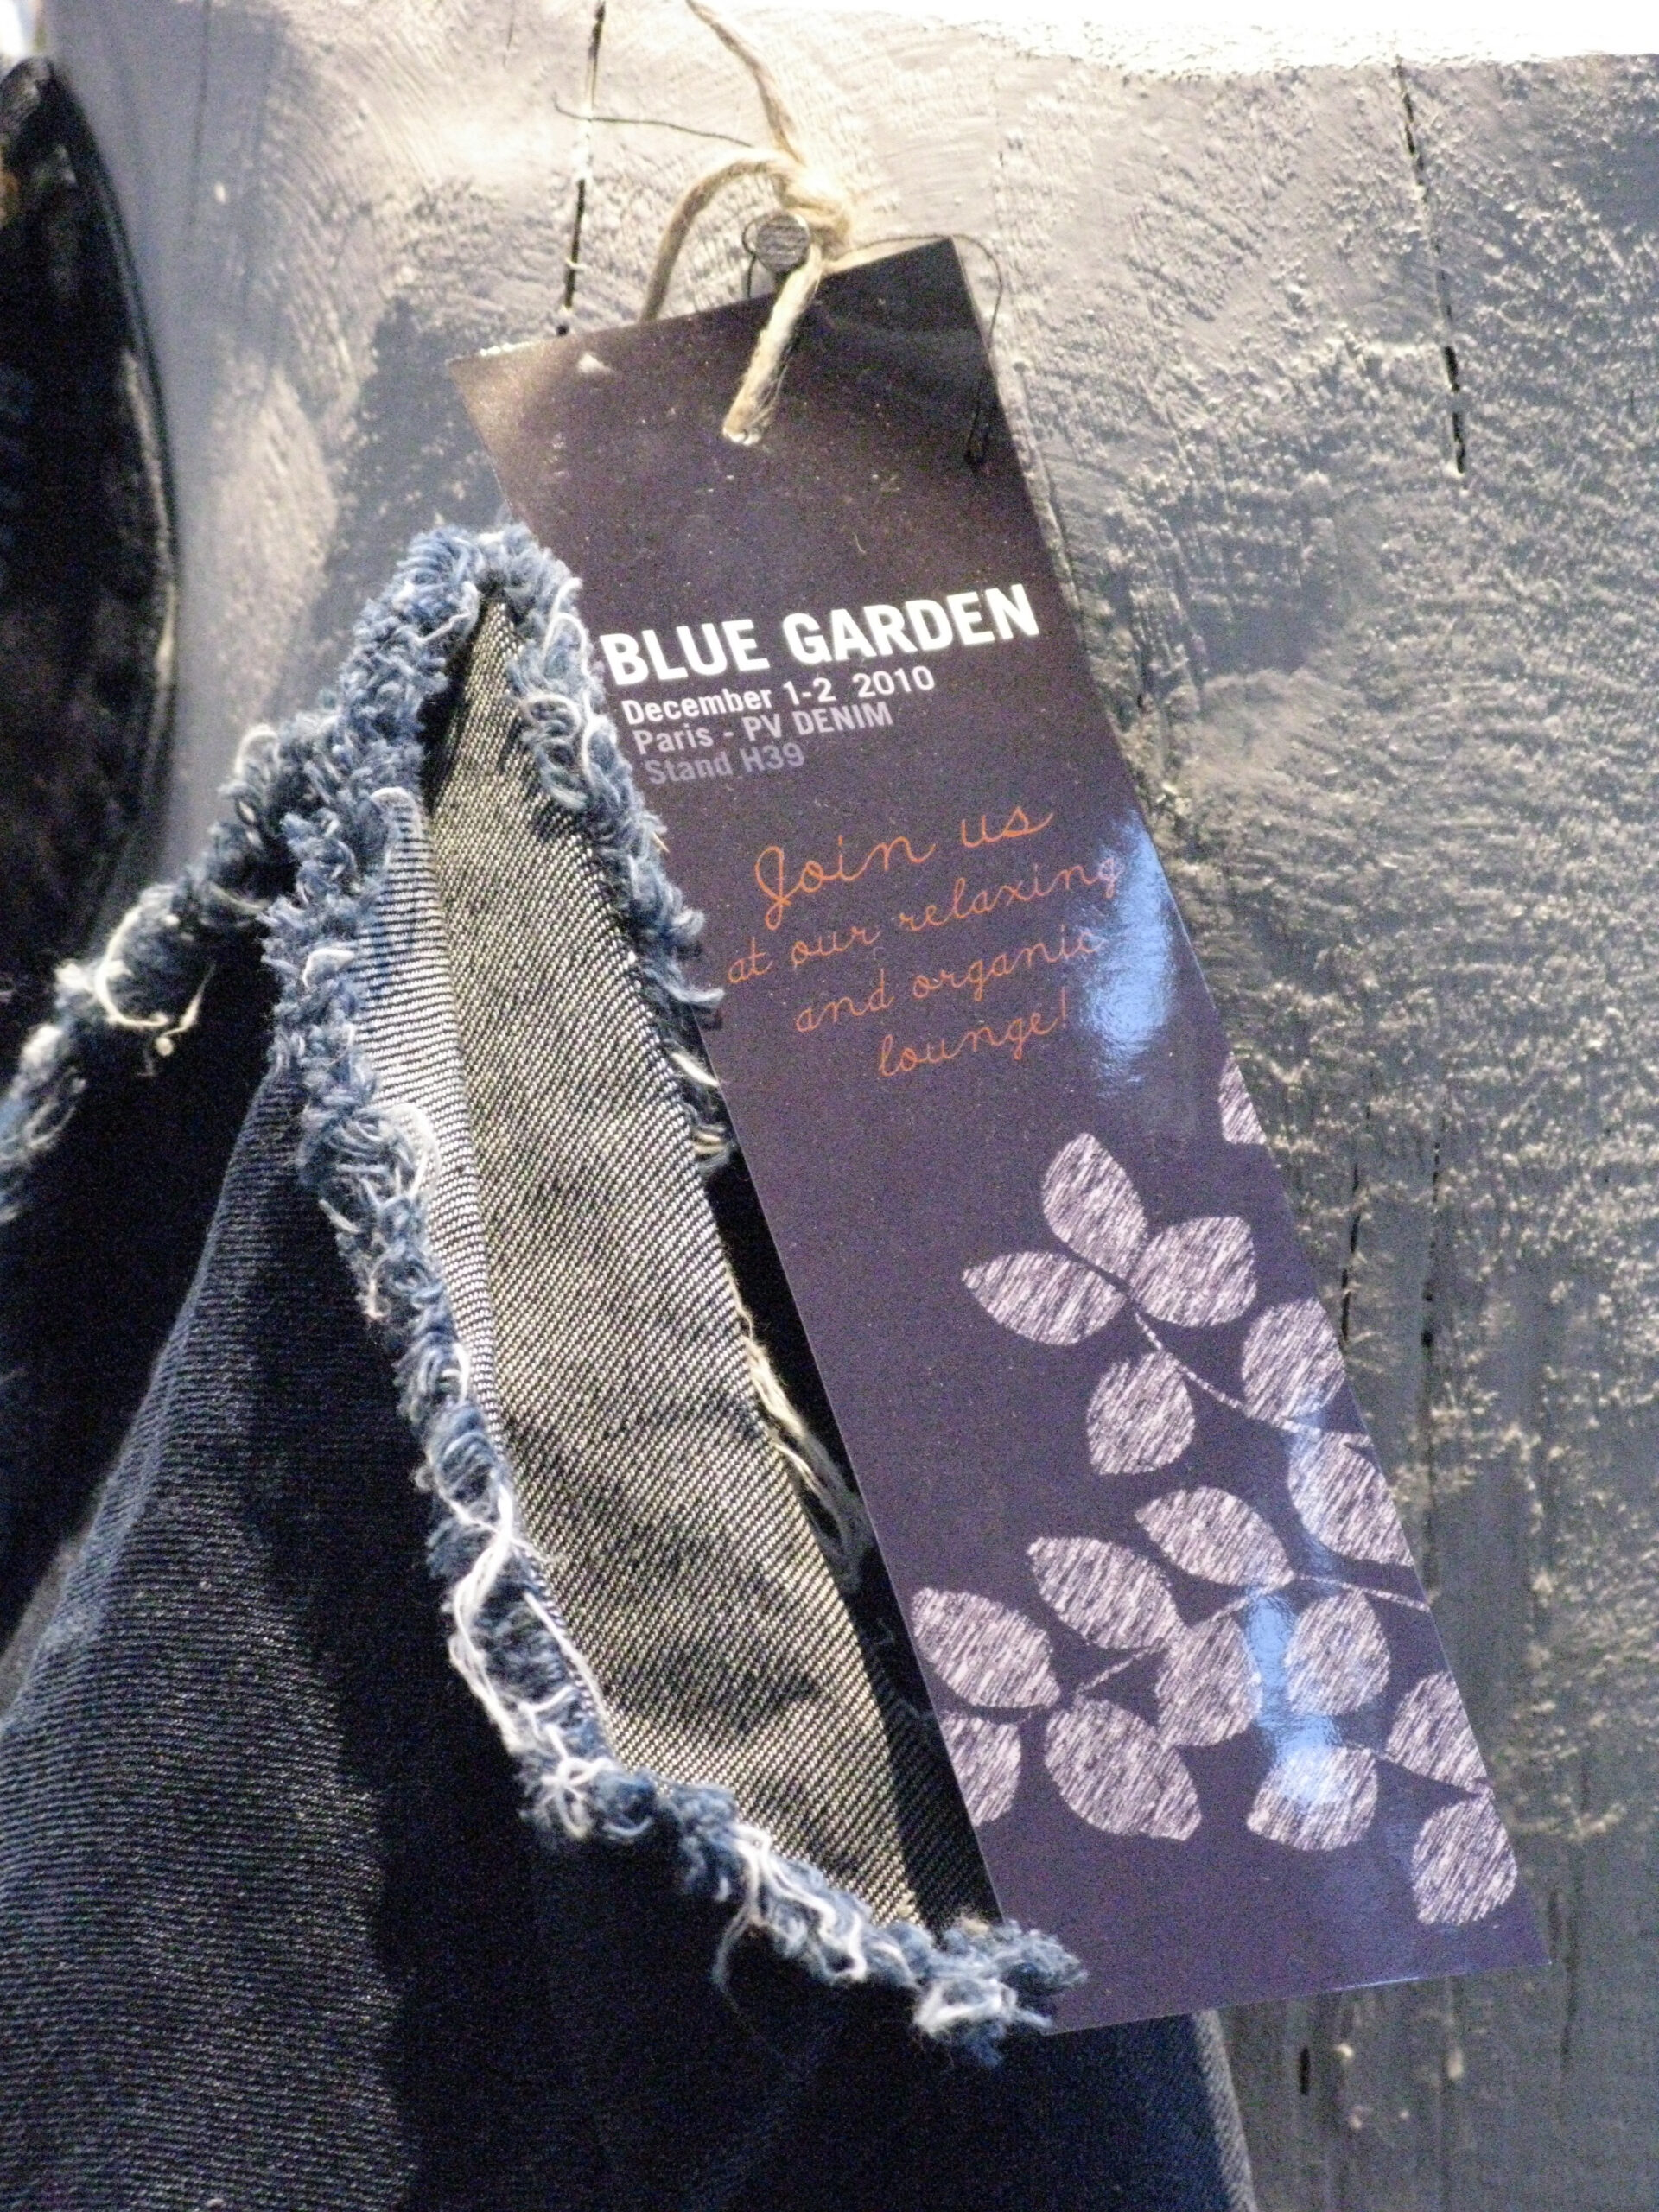 BLUE GARDEN
December 1-2 2010
Paris - PV DENIM
Stand H39
Join us
at our relaxing
and organic
lounge!